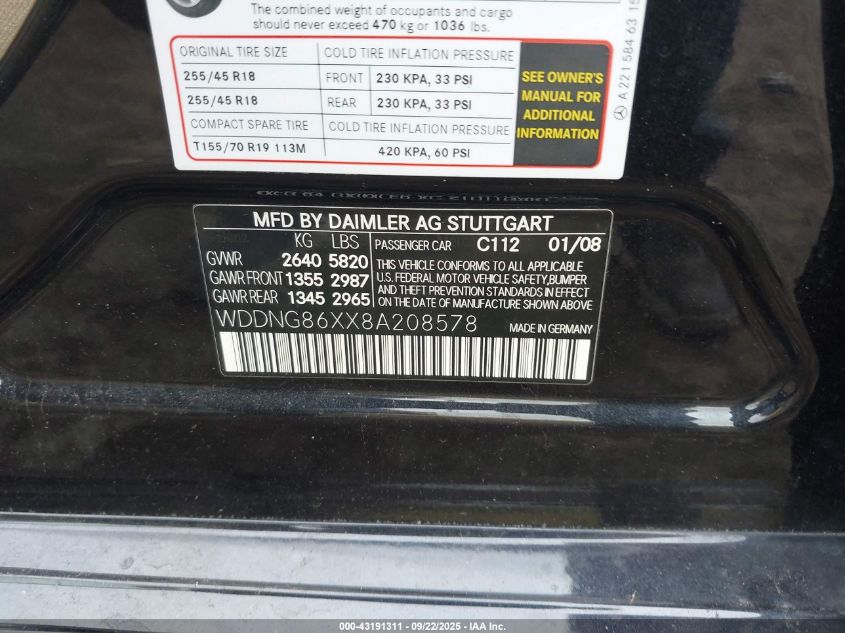 The combined weight of occupants and cargo
should never exceed 470 kg or 1036 lbs.
ORIGINAL TIRE SIZE COLD TIRE INFLATION PRESSURE
255/45 R18 FRONT 230 KPA, 33 PSI
255/45 R18 REAR 230 KPA, 33 PSI
COMPACT SPARE TIRE COLD TIRE INFLATION PRESSURE
T155/70 R19 113M 420 KPA, 60 PSI
SEE OWNER'S
MANUAL FOR
ADDITIONAL
INFORMATION
A 221 584 63 15
MFD BY DAIMLER AG STUTTGART
KG LBS PASSENGER CAR C112 01/08
GVWR 2640 5820
GAWR FRONT 1355 2987
GAWR REAR 1345 2965
THIS VEHICLE CONFORMS TO ALL APPLICABLE
U.S. FEDERAL MOTOR VEHICLE SAFETY,BUMPER
AND THEFT PREVENTION STANDARDS IN EFFECT
ON THE DATE OF MANUFACTURE SHOWN ABOVE.
WDDNG86XX8A208578 MADE IN GERMANY
000-43191311 - 09/22/2025 - IAA Inc.